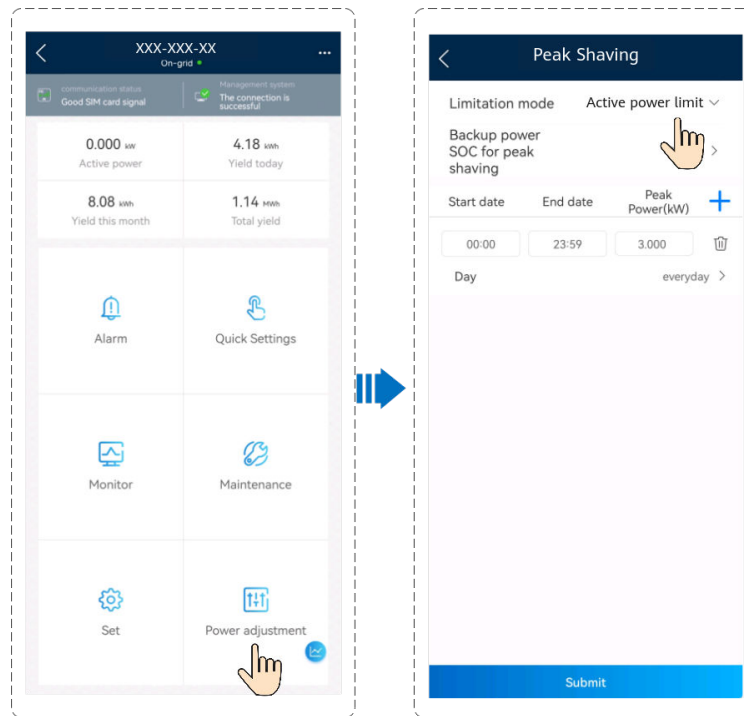 XXX-XXX-XX
On-grid
communication status
Good SIM card signal
Management system
The connection is
successful
0.000 kW
Active power
4.18 kWh
Yield today
8.08 kWh
Yield this month
1.14 MWh
Total yield
Alarm
Quick Settings
Monitor
Maintenance
Set
Power adjustment
Peak Shaving
Limitation mode
Active power limit
Backup power
SOC for peak
shaving
Start date
End date
Peak
Power(kW)
00:00
23:59
3.000
Day
everyday
Submit